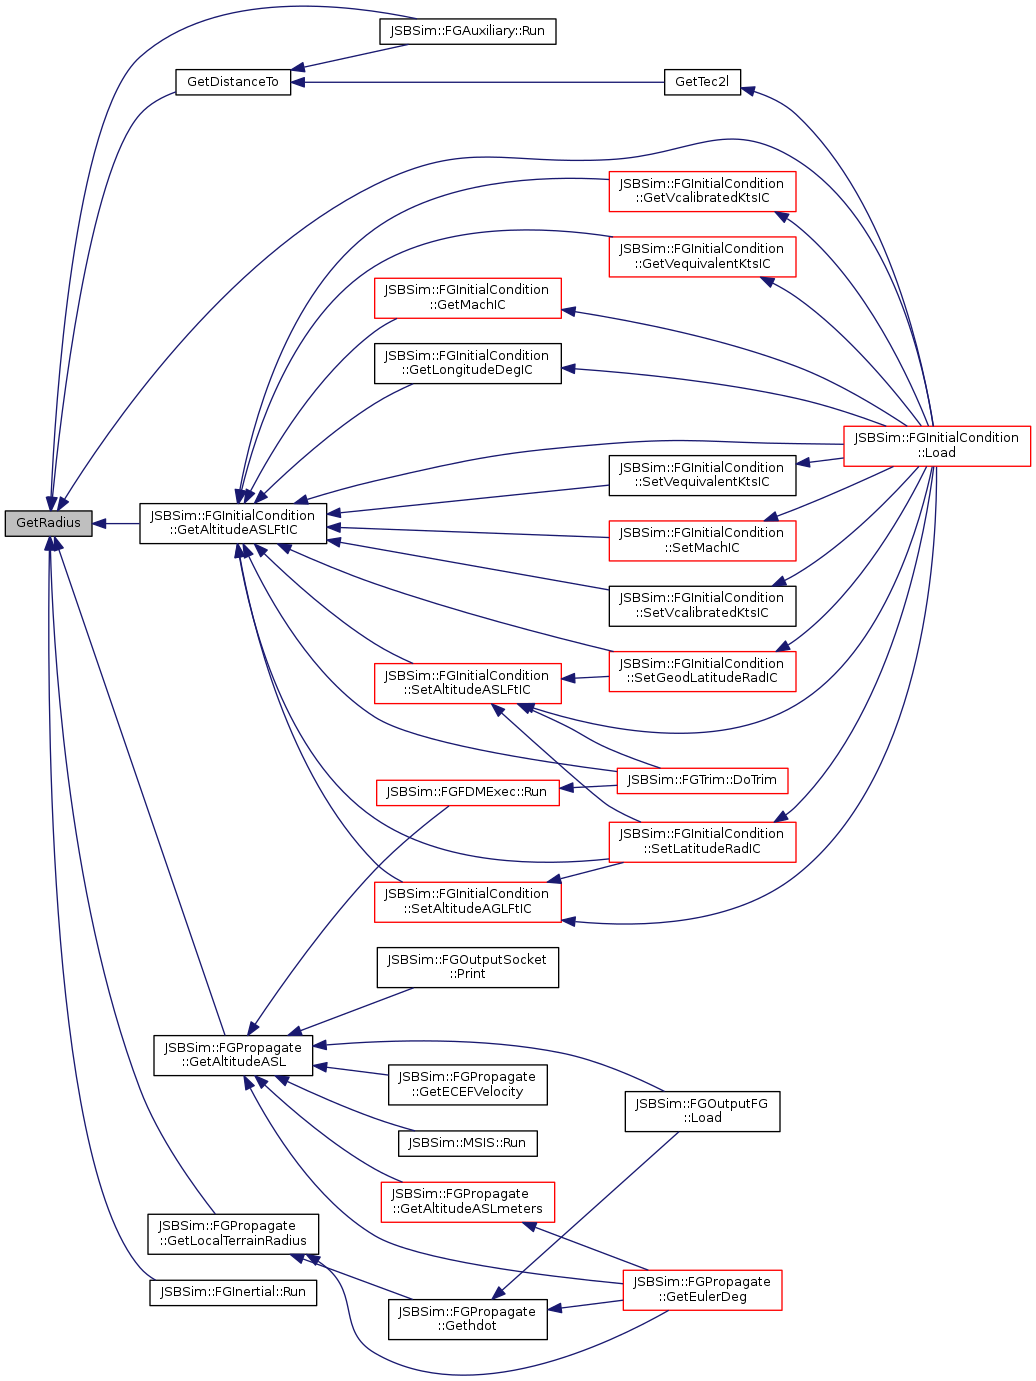 JSBSim::FGAuxiliary::Run
GetDistanceTo
GetTec2l
JSBSim::FGInitialCondition
::GetVcalibratedKtsIC
JSBSim::FGInitialCondition
::GetVequivalentKtsIC
JSBSim::FGInitialCondition
::GetMachIC
JSBSim::FGInitialCondition
::GetLongitudeDegIC
JSBSim::FGInitialCondition
::Load
JSBSim::FGInitialCondition
::SetVequivalentKtsIC
GetRadius
JSBSim::FGInitialCondition
::GetAltitudeASLFtIC
JSBSim::FGInitialCondition
::SetMachIC
JSBSim::FGInitialCondition
::SetVcalibratedKtsIC
JSBSim::FGInitialCondition
::SetGeodLatitudeRadIC
JSBSim::FGInitialCondition
::SetAltitudeASLFtIC
JSBSim::FGTrim::DoTrim
JSBSim::FGFDMExec::Run
JSBSim::FGInitialCondition
::SetLatitudeRadIC
JSBSim::FGInitialCondition
::SetAltitudeAGLFtIC
JSBSim::FGOutputSocket
::Print
JSBSim::FGPropagate
::GetAltitudeASL
JSBSim::FGPropagate
::GetECEFVelocity
JSBSim::FGOutputFG
::Load
JSBSim::MSIS::Run
JSBSim::FGPropagate
::GetAltitudeASLmeters
JSBSim::FGPropagate
::GetLocalTerrainRadius
JSBSim::FGInertial::Run
JSBSim::FGPropagate
::GetEulerDeg
JSBSim::FGPropagate
::Gethdot